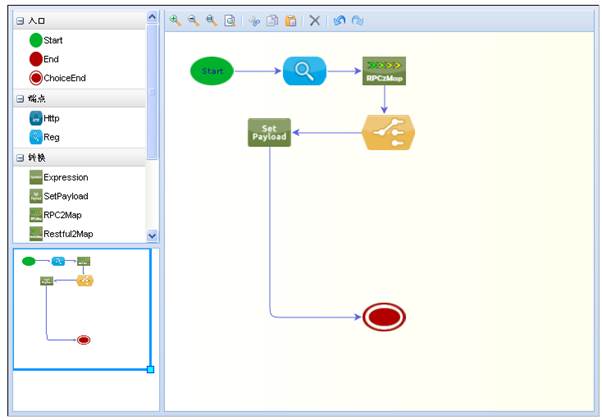 入口
Start
End
ChoiceEnd
端点
Http
Reg
转换
Expression
SetPayload
RPC2Map
Restful2Map
Start
RPC2Map
Set
Payload